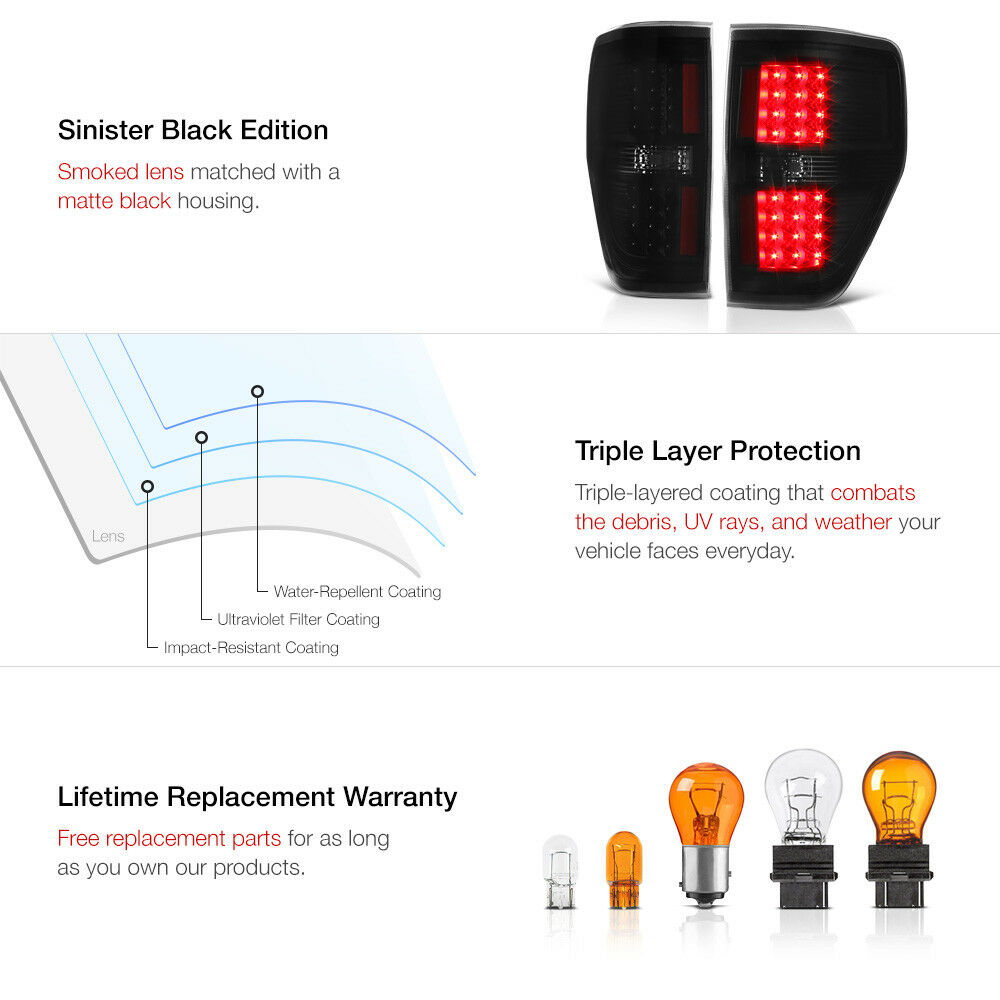 Sinister Black Edition
Smoked lens matched with a
matte black housing.
Lens
Water-Repellent Coating
Ultraviolet Filter Coating
Impact-Resistant Coating
Triple Layer Protection
Triple-layered coating that combats
the debris, UV rays, and weather your
vehicle faces everyday.
Lifetime Replacement Warranty
Free replacement parts for as long
as you own our products.